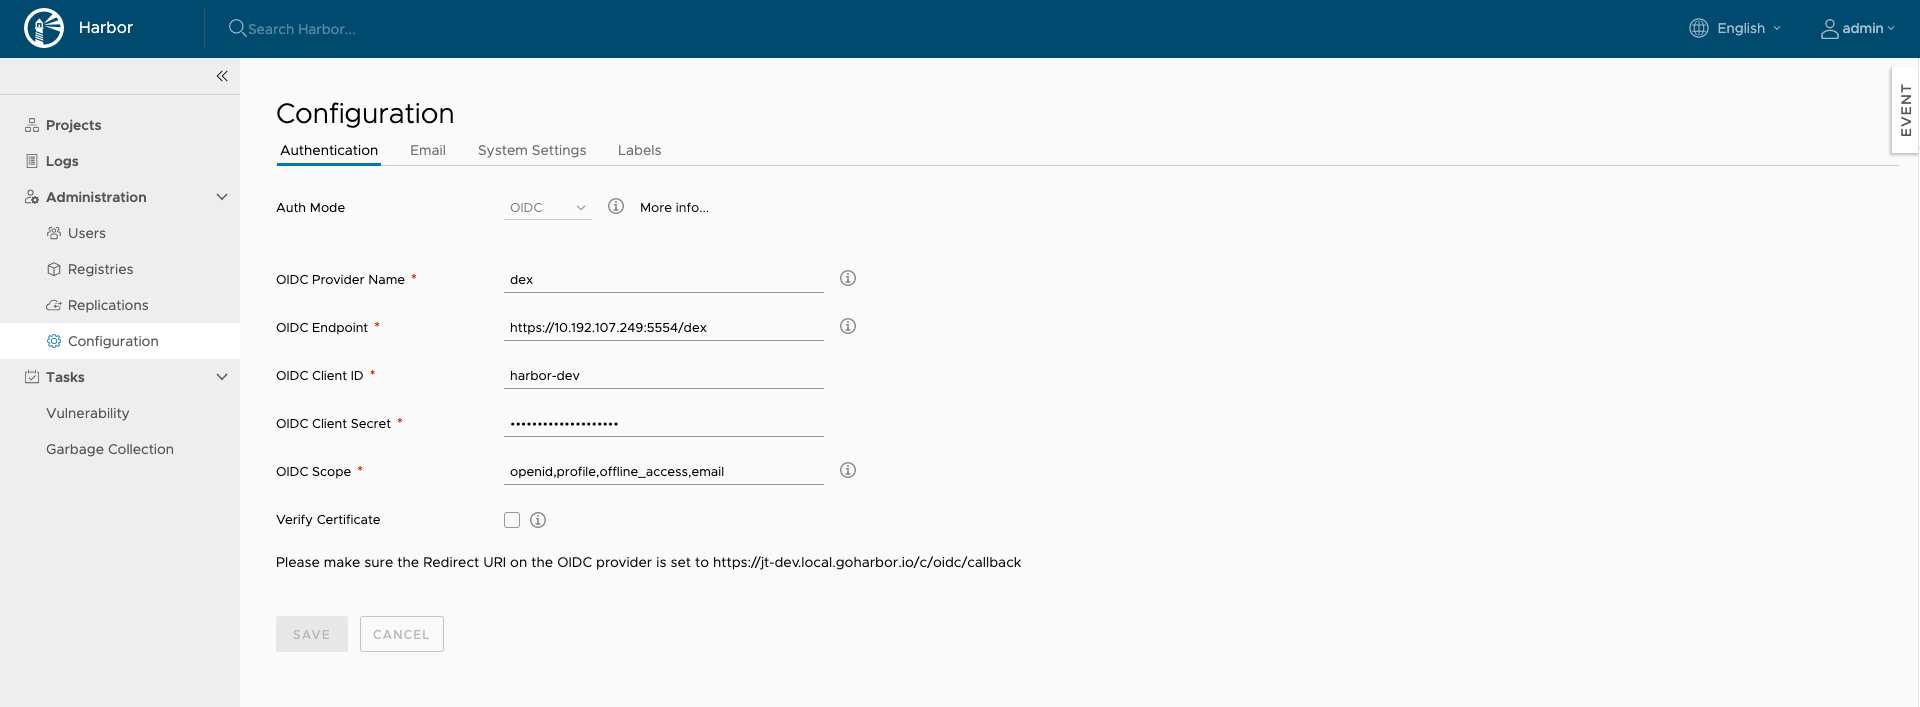 Harbor
Search Harbor...
English
admin
EVENT
Projects
Logs
Administration
Users
Registries
Replications
Configuration
Tasks
Vulnerability
Garbage Collection
Configuration
Authentication Email System Settings Labels
Auth Mode OIDC More info...
OIDC Provider Name * dex
OIDC Endpoint * https://10.192.107.249:5554/dex
OIDC Client ID * harbor-dev
OIDC Client Secret * ••••••••••••••••••••
OIDC Scope * openid,profile,offline_access,email
Verify Certificate
Please make sure the Redirect URI on the OIDC provider is set to https://jt-dev.local.goharbor.io/c/oidc/callback
SAVE CANCEL